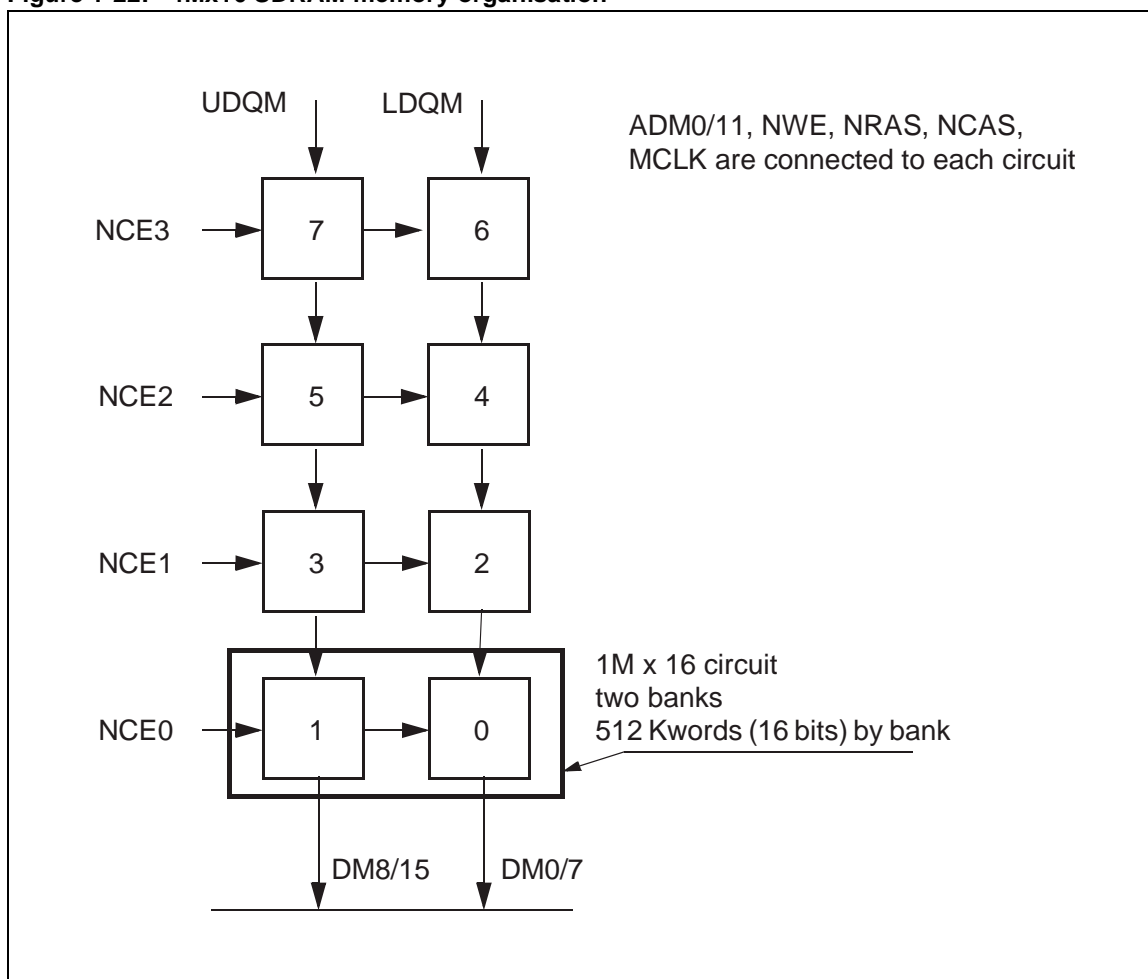 UDQM LDQM
ADM0/11, NWE, NRAS, NCAS,
MCLK are connected to each circuit
NCE3 7 6
NCE2 5 4
NCE1 3 2
1M x 16 circuit
two banks
512 Kwords (16 bits) by bank
NCE0 1 0
DM8/15 DM0/7